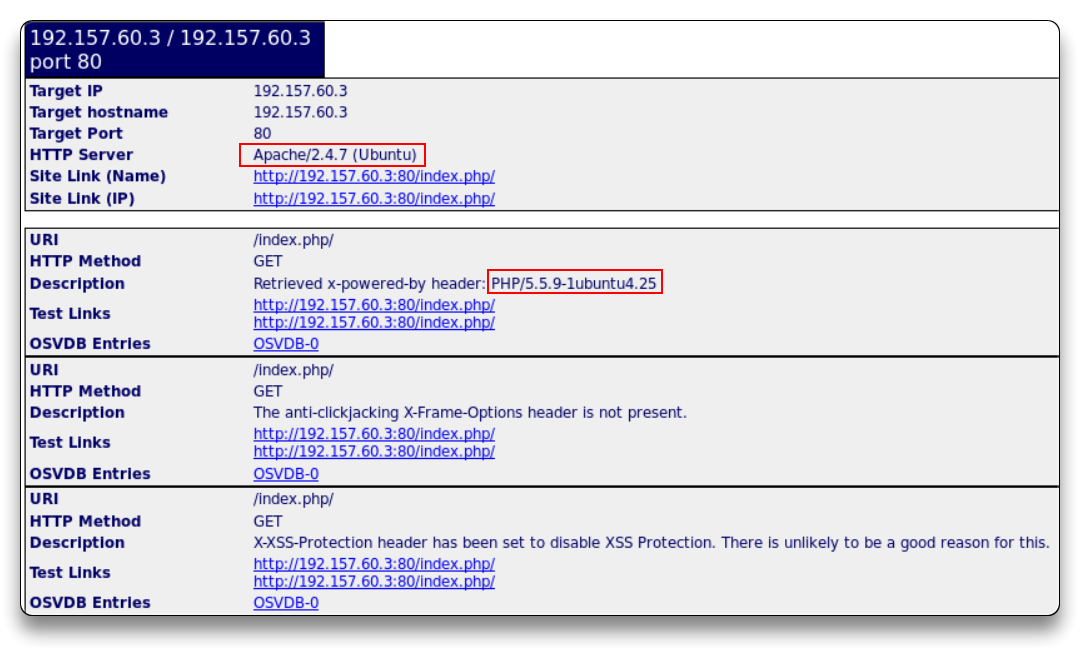 192.157.60.3 / 192.157.60.3
port 80
Target IP 192.157.60.3
Target hostname 192.157.60.3
Target Port 80
HTTP Server Apache/2.4.7 (Ubuntu)
Site Link (Name) http://192.157.60.3:80/index.php/
Site Link (IP) http://192.157.60.3:80/index.php/
URI /index.php/
HTTP Method GET
Description Retrieved x-powered-by header: PHP/5.5.9-1ubuntu4.25
Test Links http://192.157.60.3:80/index.php/
http://192.157.60.3:80/index.php/
OSVDB Entries OSVDB-0
URI /index.php/
HTTP Method GET
Description The anti-clickjacking X-Frame-Options header is not present.
Test Links http://192.157.60.3:80/index.php/
http://192.157.60.3:80/index.php/
OSVDB Entries OSVDB-0
URI /index.php/
HTTP Method GET
Description X-XSS-Protection header has been set to disable XSS Protection. There is unlikely to be a good reason for this.
Test Links http://192.157.60.3:80/index.php/
http://192.157.60.3:80/index.php/
OSVDB Entries OSVDB-0